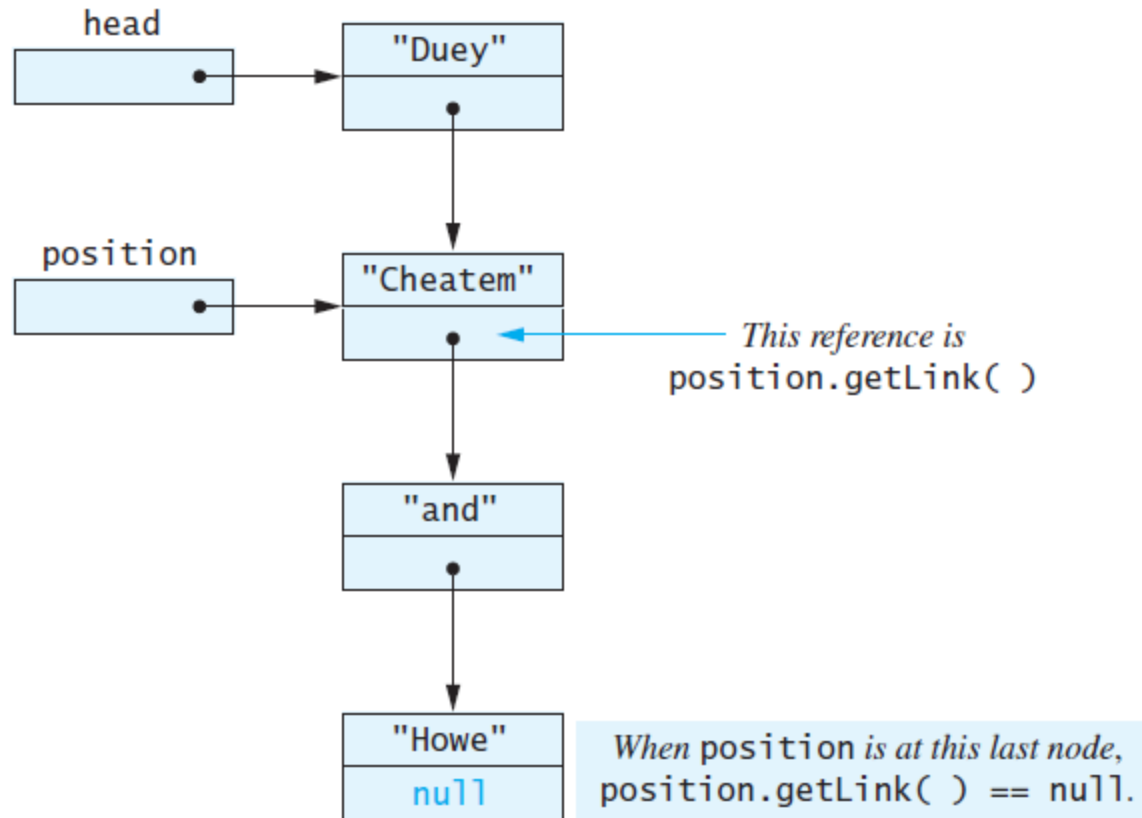 head
"Duey"
position
"Cheatem"
This reference is
position.getLink( )
"and"
"Howe"
null
When position is at this last node,
position.getLink( ) == null.